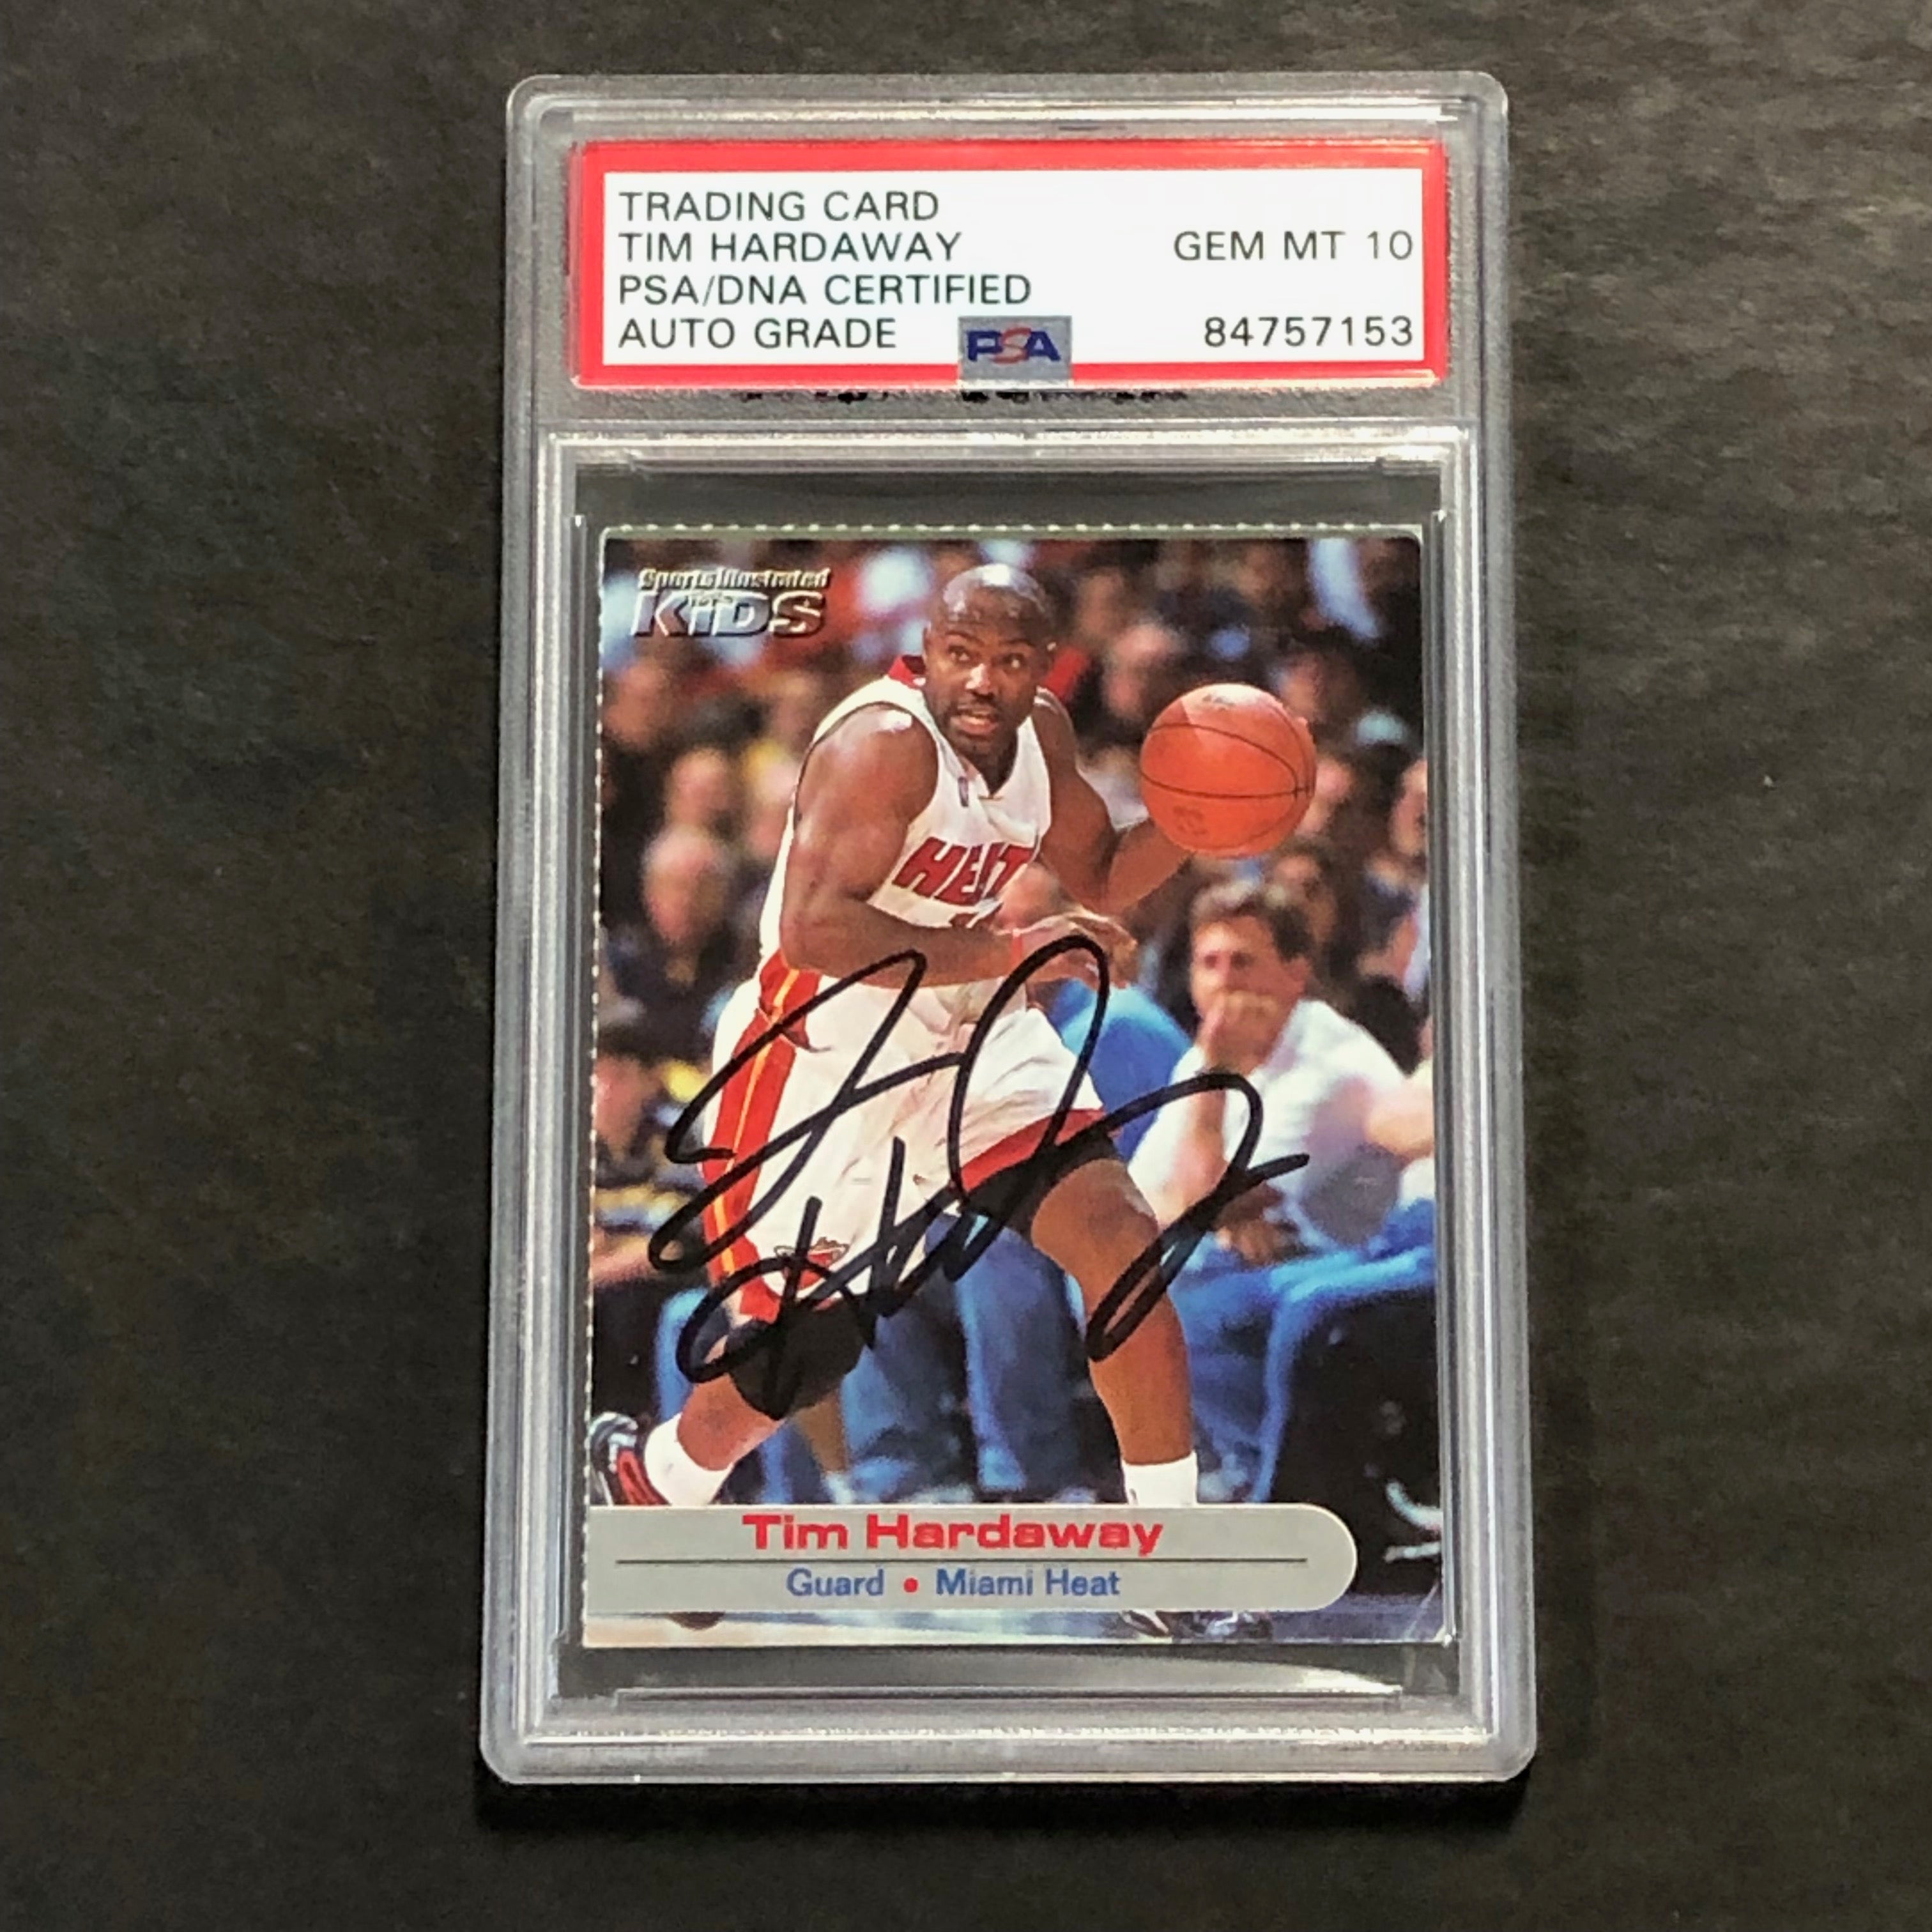 TRADING CARD
TIM HARDAWAY GEM MT 10
PSA/DNA CERTIFIED
AUTO GRADE PSA 84757153
Sports Illustrated
for KIDS
HEAT
Tim Hardaway
Guard • Miami Heat